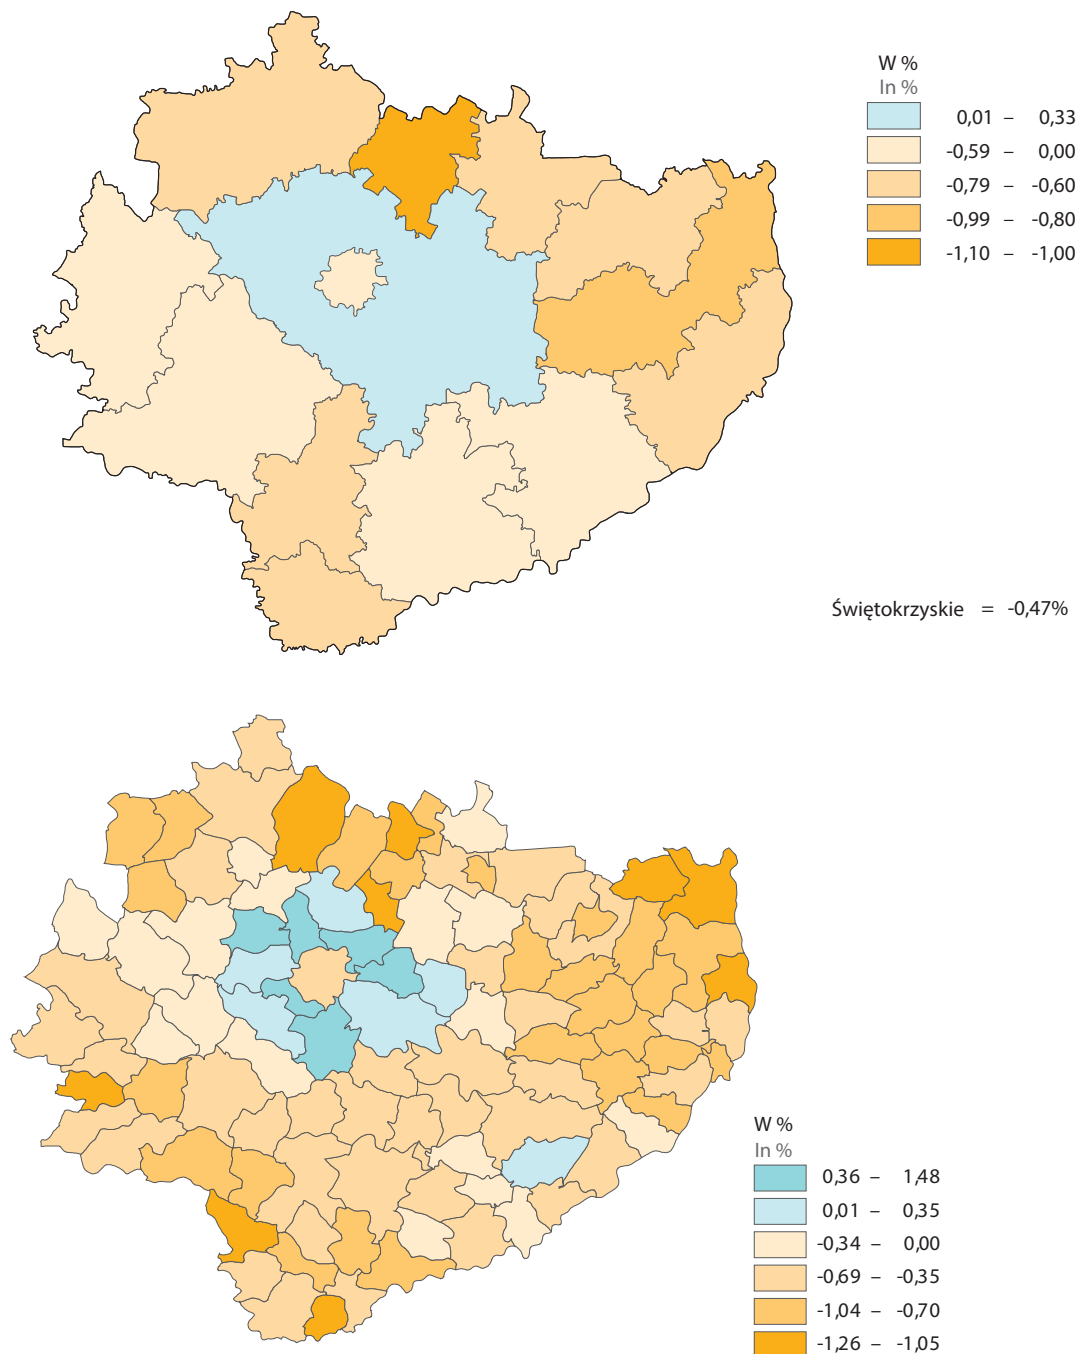 W %
In %
0,01 – 0,33
-0,59 – 0,00
-0,79 – -0,60
-0,99 – -0,80
-1,10 – -1,00
Świętokrzyskie = -0,47%
W %
In %
0,36 – 1,48
0,01 – 0,35
-0,34 – 0,00
-0,69 – -0,35
-1,04 – -0,70
-1,26 – -1,05